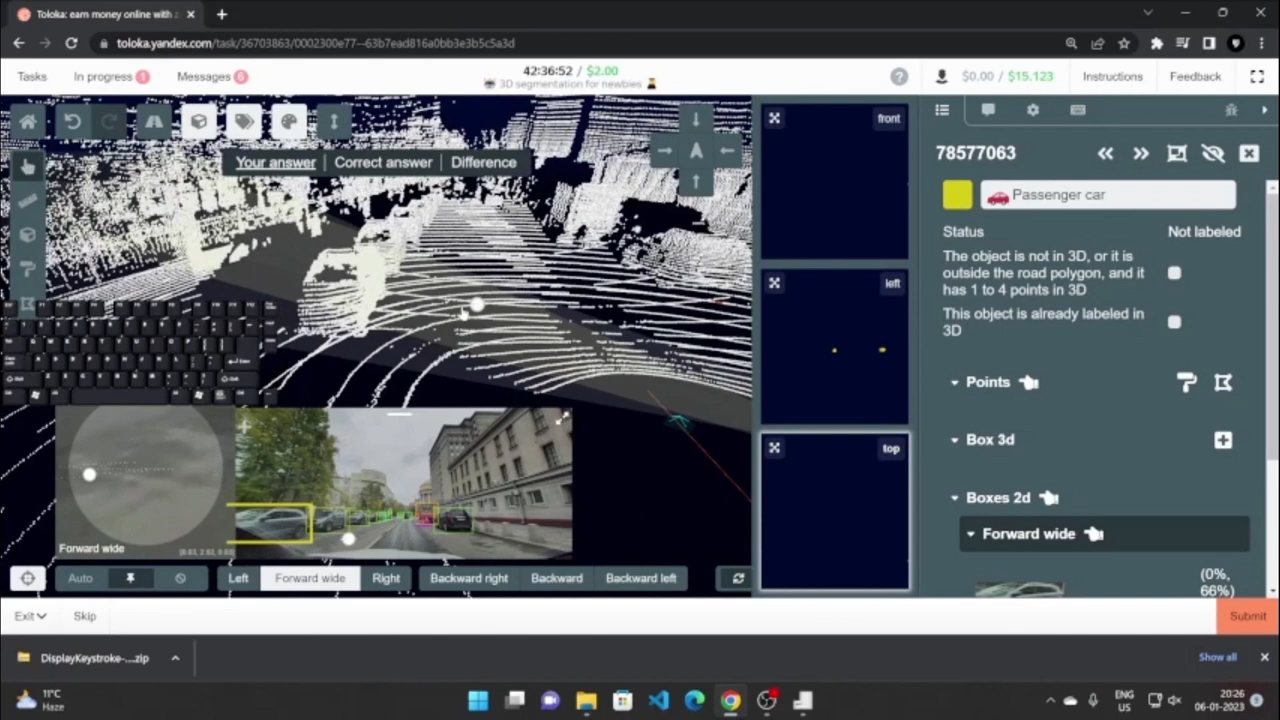 Toloka: earn money online with
toloka.yandex.com/task/36703863/0002300e77--63b7ead816a0bb3e3b5c5a3d
Tasks
In progress 1
Messages 6
42:36:52 / $2.00
3D segmentation for newbies
$0.00 / $15.123
Instructions
Feedback
Your answer
Correct answer
Difference
front
left
top
78577063
Passenger car
Status
Not labeled
The object is not in 3D, or it is
outside the road polygon, and it
has 1 to 4 points in 3D
This object is already labeled in
3D
Points
Box 3d
Boxes 2d
Forward wide
(0%,
66%)
Forward wide
Auto
Left
Forward wide
Right
Backward right
Backward
Backward left
Exit
Skip
Submit
DisplayKeystroke-....zip
Show all
11°C
Haze
ENG
US
20:26
06-01-2023